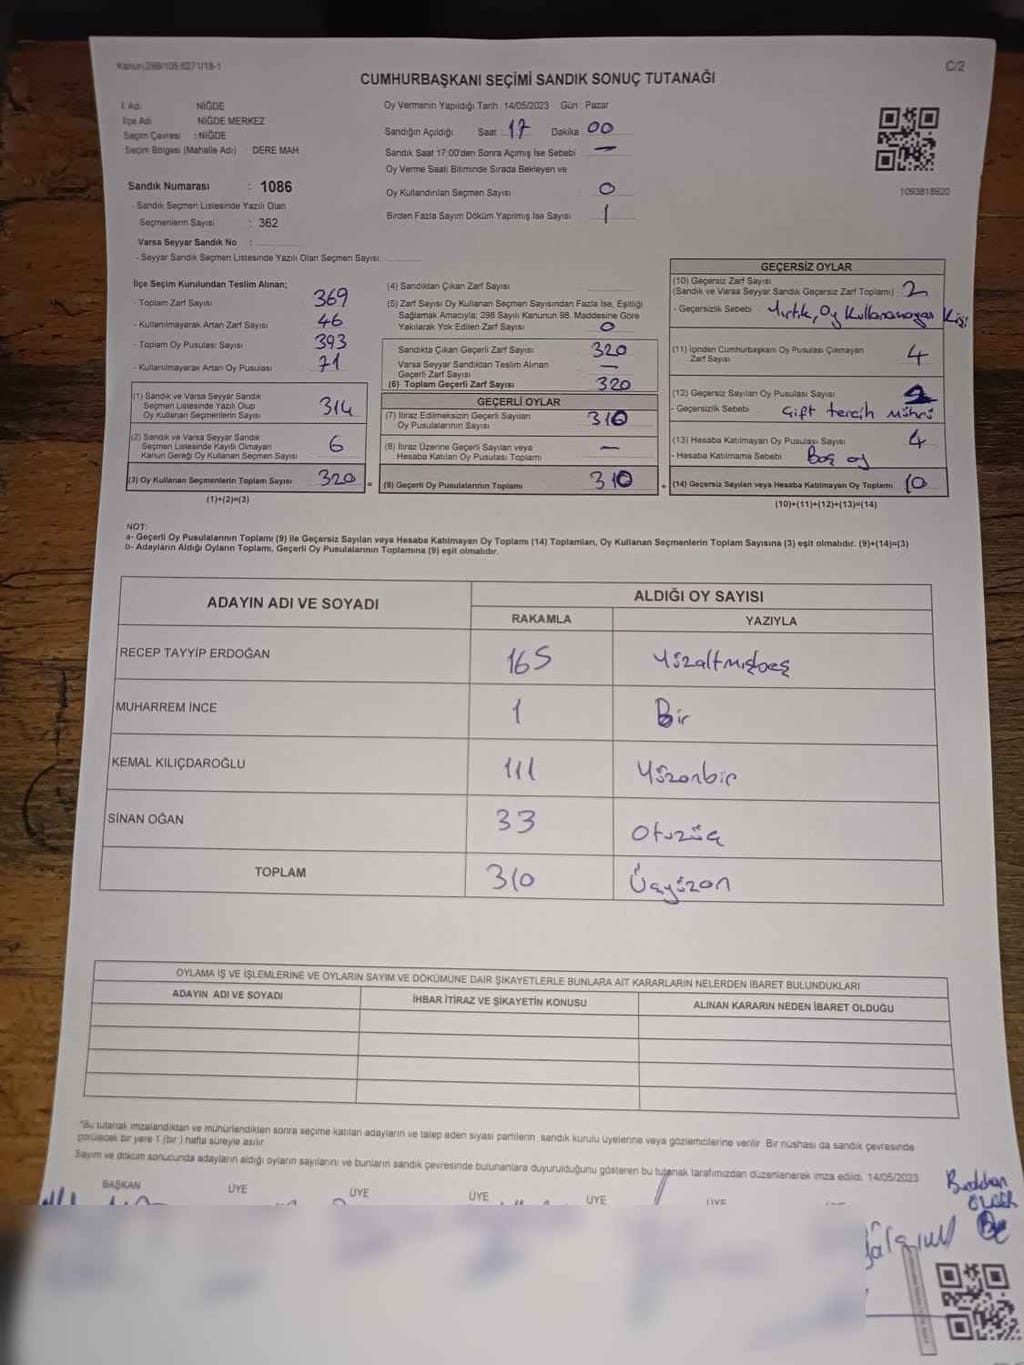 Kanun:298/105;6271/18-1
C/2
CUMHURBAŞKANI SEÇİMİ SANDIK SONUÇ TUTANAĞI
İl Adı NİĞDE
İlçe Adı NİĞDE MERKEZ
Seçim Çevresi : NİĞDE
Seçim Bölgesi (Mahalle Adı) DERE MAH
Sandık Numarası : 1086
- Sandık Seçmen Listesinde Yazılı Olan
Seçmenlerin Sayısı : 362
Varsa Seyyar Sandık No :
- Seyyar Sandık Seçmen Listesinde Yazılı Olan Seçmen Sayısı
Oy Vermenin Yapıldığı Tarih : 14/05/2023 Gün : Pazar
Sandığın Açıldığı Saat 17 Dakika 00
Sandık Saat 17:00'den Sonra Açılmış İse Sebebi —
Oy Verme Saati Bitiminde Sırada Bekleyen ve
Oy Kullandırılan Seçmen Sayısı 0
Birden Fazla Sayım Döküm Yapılmış İse Sayısı 1
1093818920
İlçe Seçim Kurulundan Teslim Alınan;
- Toplam Zarf Sayısı 369
- Kullanılmayarak Artan Zarf Sayısı 46
- Toplam Oy Pusulası Sayısı 393
- Kullanılmayarak Artan Oy Pusulası 71
(1) Sandık ve Varsa Seyyar Sandık
Seçmen Listesinde Yazılı Olup
Oy Kullanan Seçmenlerin Sayısı 314
(2) Sandık ve Varsa Seyyar Sandık
Seçmen Listesinde Kayıtlı Olmayan
Kanun Gereği Oy Kullanan Seçmen Sayısı 6
(3) Oy Kullanan Seçmenlerin Toplam Sayısı 320 =
(1)+(2)=(3)
(4) Sandıktan Çıkan Zarf Sayısı
(5) Zarf Sayısı Oy Kullanan Seçmen Sayısından Fazla İse, Eşitliği
Sağlamak Amacıyla; 298 Sayılı Kanunun 98. Maddesine Göre
Yakılarak Yok Edilen Zarf Sayısı 0
Sandıkta Çıkan Geçerli Zarf Sayısı 320
Varsa Seyyar Sandıktan Teslim Alınan
Geçerli Zarf Sayısı —
(6) Toplam Geçerli Zarf Sayısı 320
GEÇERLİ OYLAR
(7) İtiraz Edilmeksizin Geçerli Sayılan
Oy Pusulalarının Sayısı 310
(8) İtiraz Üzerine Geçerli Sayılan veya
Hesaba Katılan Oy Pusulası Toplamı —
(9) Geçerli Oy Pusulalarının Toplamı 310 +
GEÇERSİZ OYLAR
(10) Geçersiz Zarf Sayısı
(Sandık ve Varsa Seyyar Sandık Geçersiz Zarf Toplamı) 2
- Geçersizlik Sebebi Yırtık, Oy Kullanamayan Kişi
(11) İçinden Cumhurbaşkanı Oy Pusulası Çıkmayan
Zarf Sayısı 4
(12) Geçersiz Sayılan Oy Pusulası Sayısı
- Geçersizlik Sebebi Çift tercih mührü
(13) Hesaba Katılmayan Oy Pusulası Sayısı 4
- Hesaba Katılmama Sebebi Boş oy
(14) Geçersiz Sayılan veya Hesaba Katılmayan Oy Toplamı 10
(10)+(11)+(12)+(13)=(14)
NOT:
a- Geçerli Oy Pusulalarının Toplamı (9) ile Geçersiz Sayılan veya Hesaba Katılmayan Oy Toplamı (14) Toplamları, Oy Kullanan Seçmenlerin Toplam Sayısına (3) eşit olmalıdır. (9)+(14)=(3)
b- Adayların Aldığı Oyların Toplamı, Geçerli Oy Pusulalarının Toplamına (9) eşit olmalıdır.
ADAYIN ADI VE SOYADI
ALDIĞI OY SAYISI
RAKAMLA YAZIYLA
RECEP TAYYİP ERDOĞAN 165 Yüzaltmışbeş
MUHARREM İNCE 1 Bir
KEMAL KILIÇDAROĞLU 111 Yüzonbir
SİNAN OĞAN 33 Otuzüç
TOPLAM 310 Üçyüzon
OYLAMA İŞ VE İŞLEMLERİNE VE OYLARIN SAYIM VE DÖKÜMÜNE DAİR ŞİKAYETLERLE BUNLARA AİT KARARLARIN NELERDEN İBARET BULUNDUKLARI
ADAYIN ADI VE SOYADI İHBAR İTİRAZ VE ŞİKAYETİN KONUSU ALINAN KARARIN NEDEN İBARET OLDUĞU
"Bu tutanak imzalandıktan ve mühürlendikten sonra seçime katılan adayların ve talep eden siyasi partilerin, sandık kurulu üyelerine veya gözlemcilerine verilir. Bir nüshası da sandık çevresinde
görülecek bir yere 1 (bir ) hafta süreyle asılır.
Sayım ve döküm sonucunda adayların aldığı oyların sayılarını ve bunların sandık çevresinde bulunanlara duyurulduğunu gösteren bu tutanak tarafımızdan düzenlenerek imza edildi. 14/05/2023
BAŞKAN ÜYE ÜYE ÜYE ÜYE ÜYE